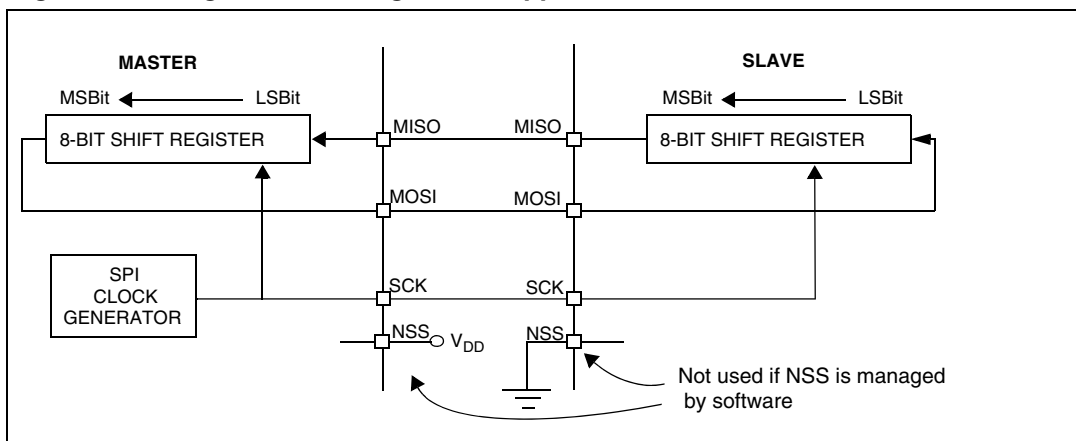 MASTER
SLAVE
MSBit
LSBit
MSBit
LSBit
8-BIT SHIFT REGISTER
MISO
MISO
8-BIT SHIFT REGISTER
MOSI
MOSI
SPI
CLOCK
GENERATOR
SCK
SCK
NSS
VDD
NSS
Not used if NSS is managed
by software